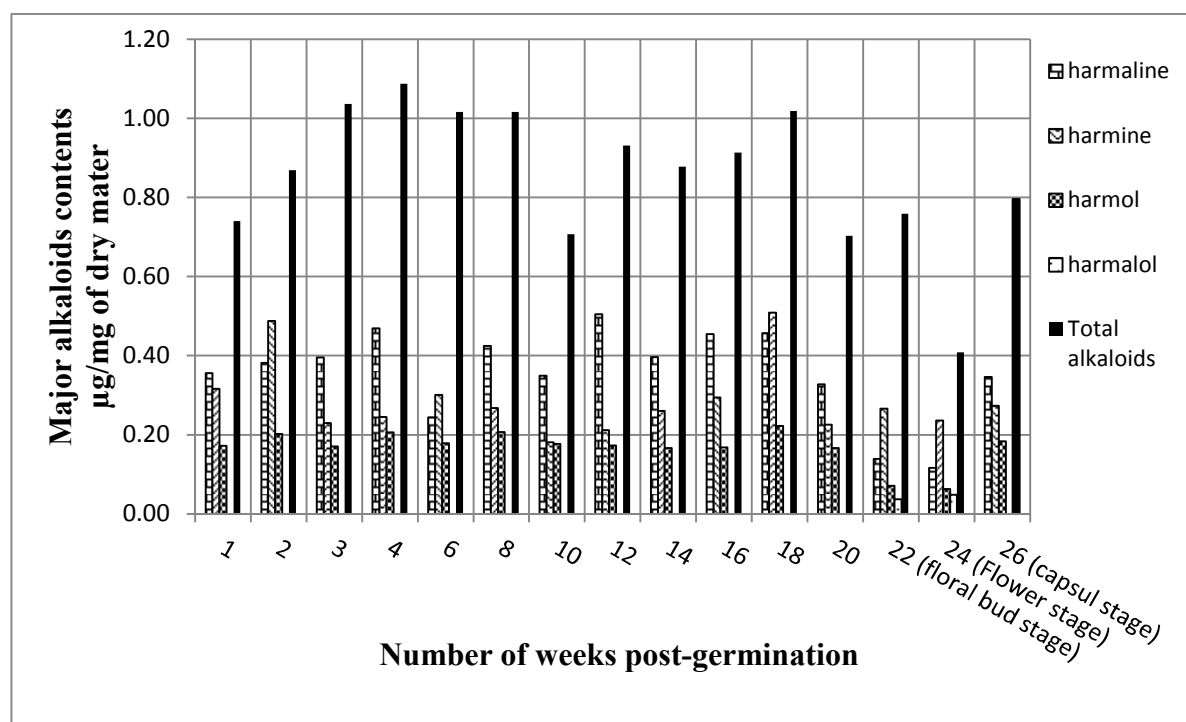 Major alkaloids contents
µg/mg of dry mater
1.20
1.00
0.80
0.60
0.40
0.20
0.00
1
2
3
4
6
8
10
12
14
16
18
20
22 (floral bud stage)
24 (Flower stage)
26 (capsul stage)
Number of weeks post-germination
harmaline
harmine
harmol
harmalol
Total
alkaloids